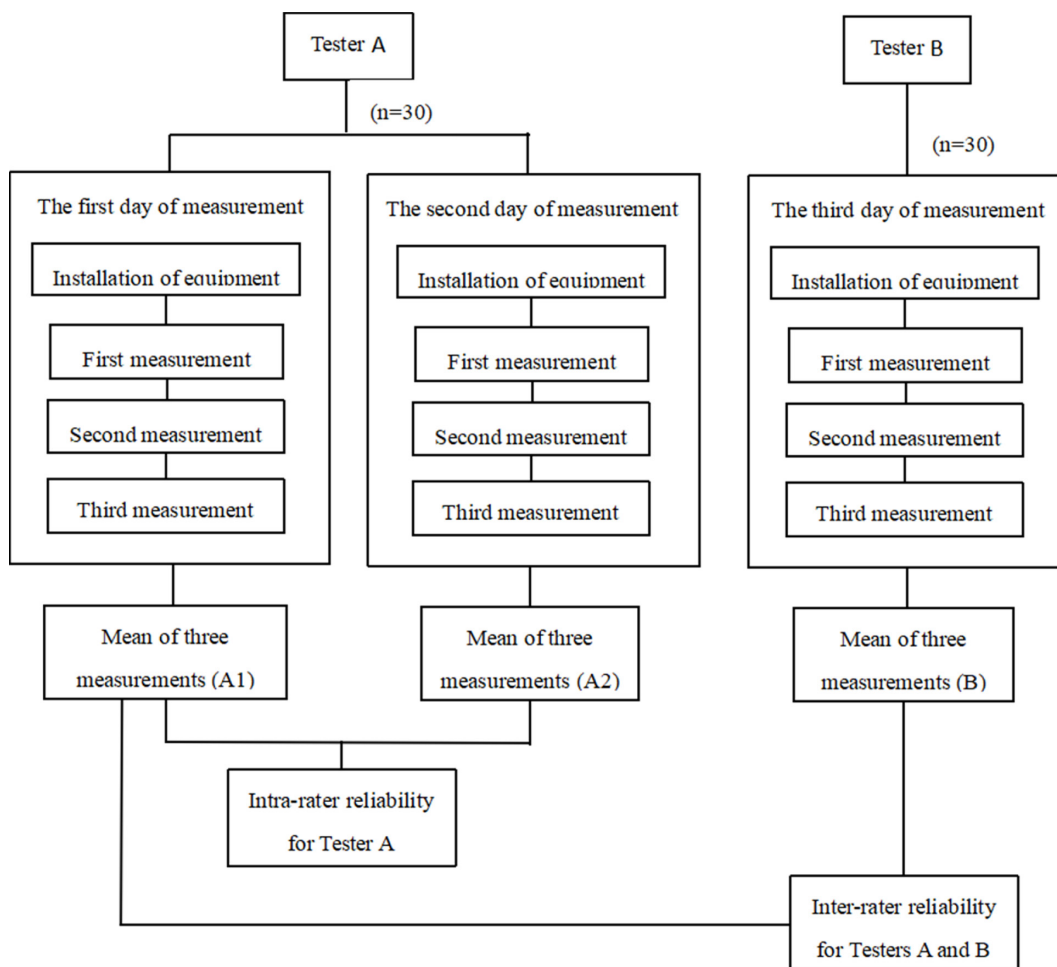 Tester A
(n=30)
The first day of measurement
Installation of equipment
First measurement
Second measurement
Third measurement
Mean of three
measurements (A1)
The second day of measurement
Installation of equipment
First measurement
Second measurement
Third measurement
Mean of three
measurements (A2)
Intra-rater reliability
for Tester A
Tester B
(n=30)
The third day of measurement
Installation of equipment
First measurement
Second measurement
Third measurement
Mean of three
measurements (B)
Inter-rater reliability
for Testers A and B